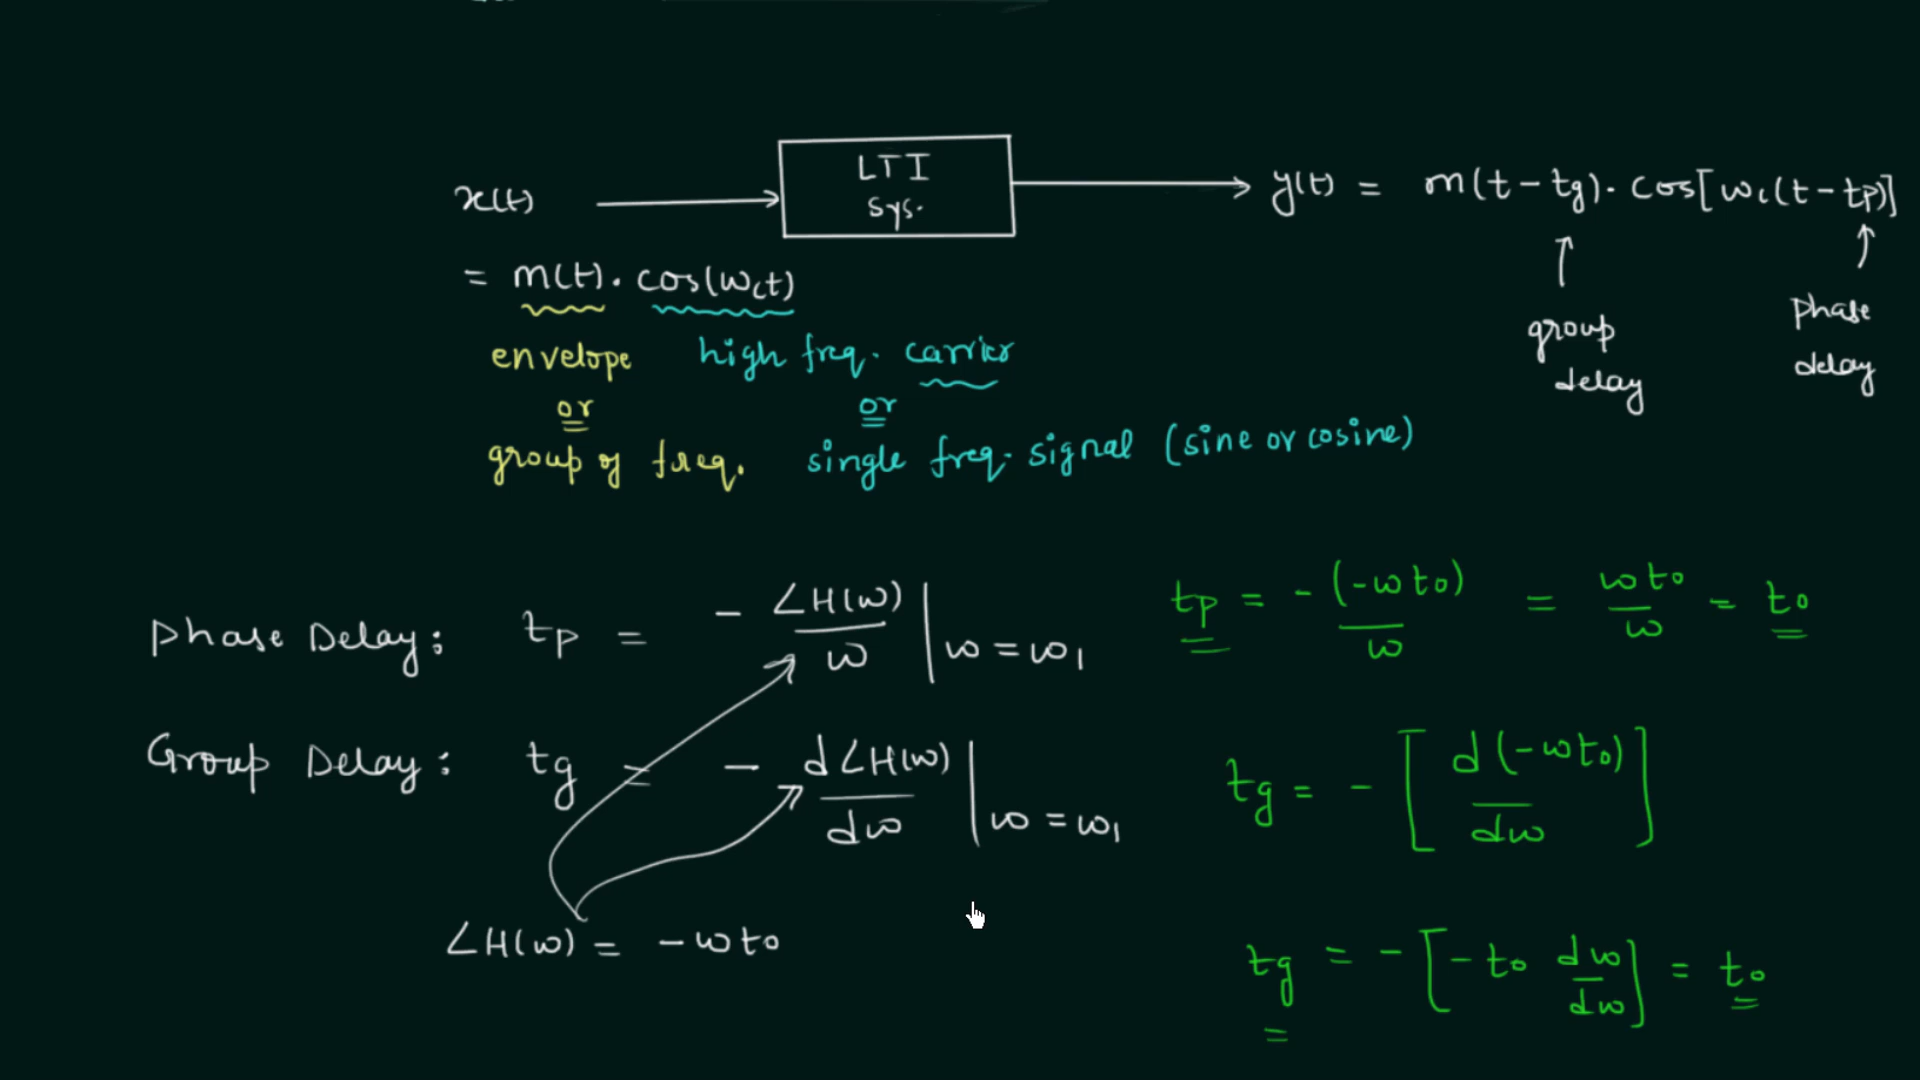 LTI
Sys.
x(t)
y(t) = m(t-tg). cos[ωc(t-tp)]
= m(t). cos(ωct)
group
delay
phase
delay
envelope
high freq. carrier
or
or
group of freq.
single freq. signal (sine or cosine)
Phase Delay: tp = - ∠H(ω)/ω | ω = ω1
tp = - (-ωt0)/ω = ωt0/ω = t0
Group Delay: tg = - d∠H(ω)/dω | ω = ω1
tg = - [d(-ωt0)/dω]
∠H(ω) = -ωt0
tg = - [-t0 dω/dω] = t0